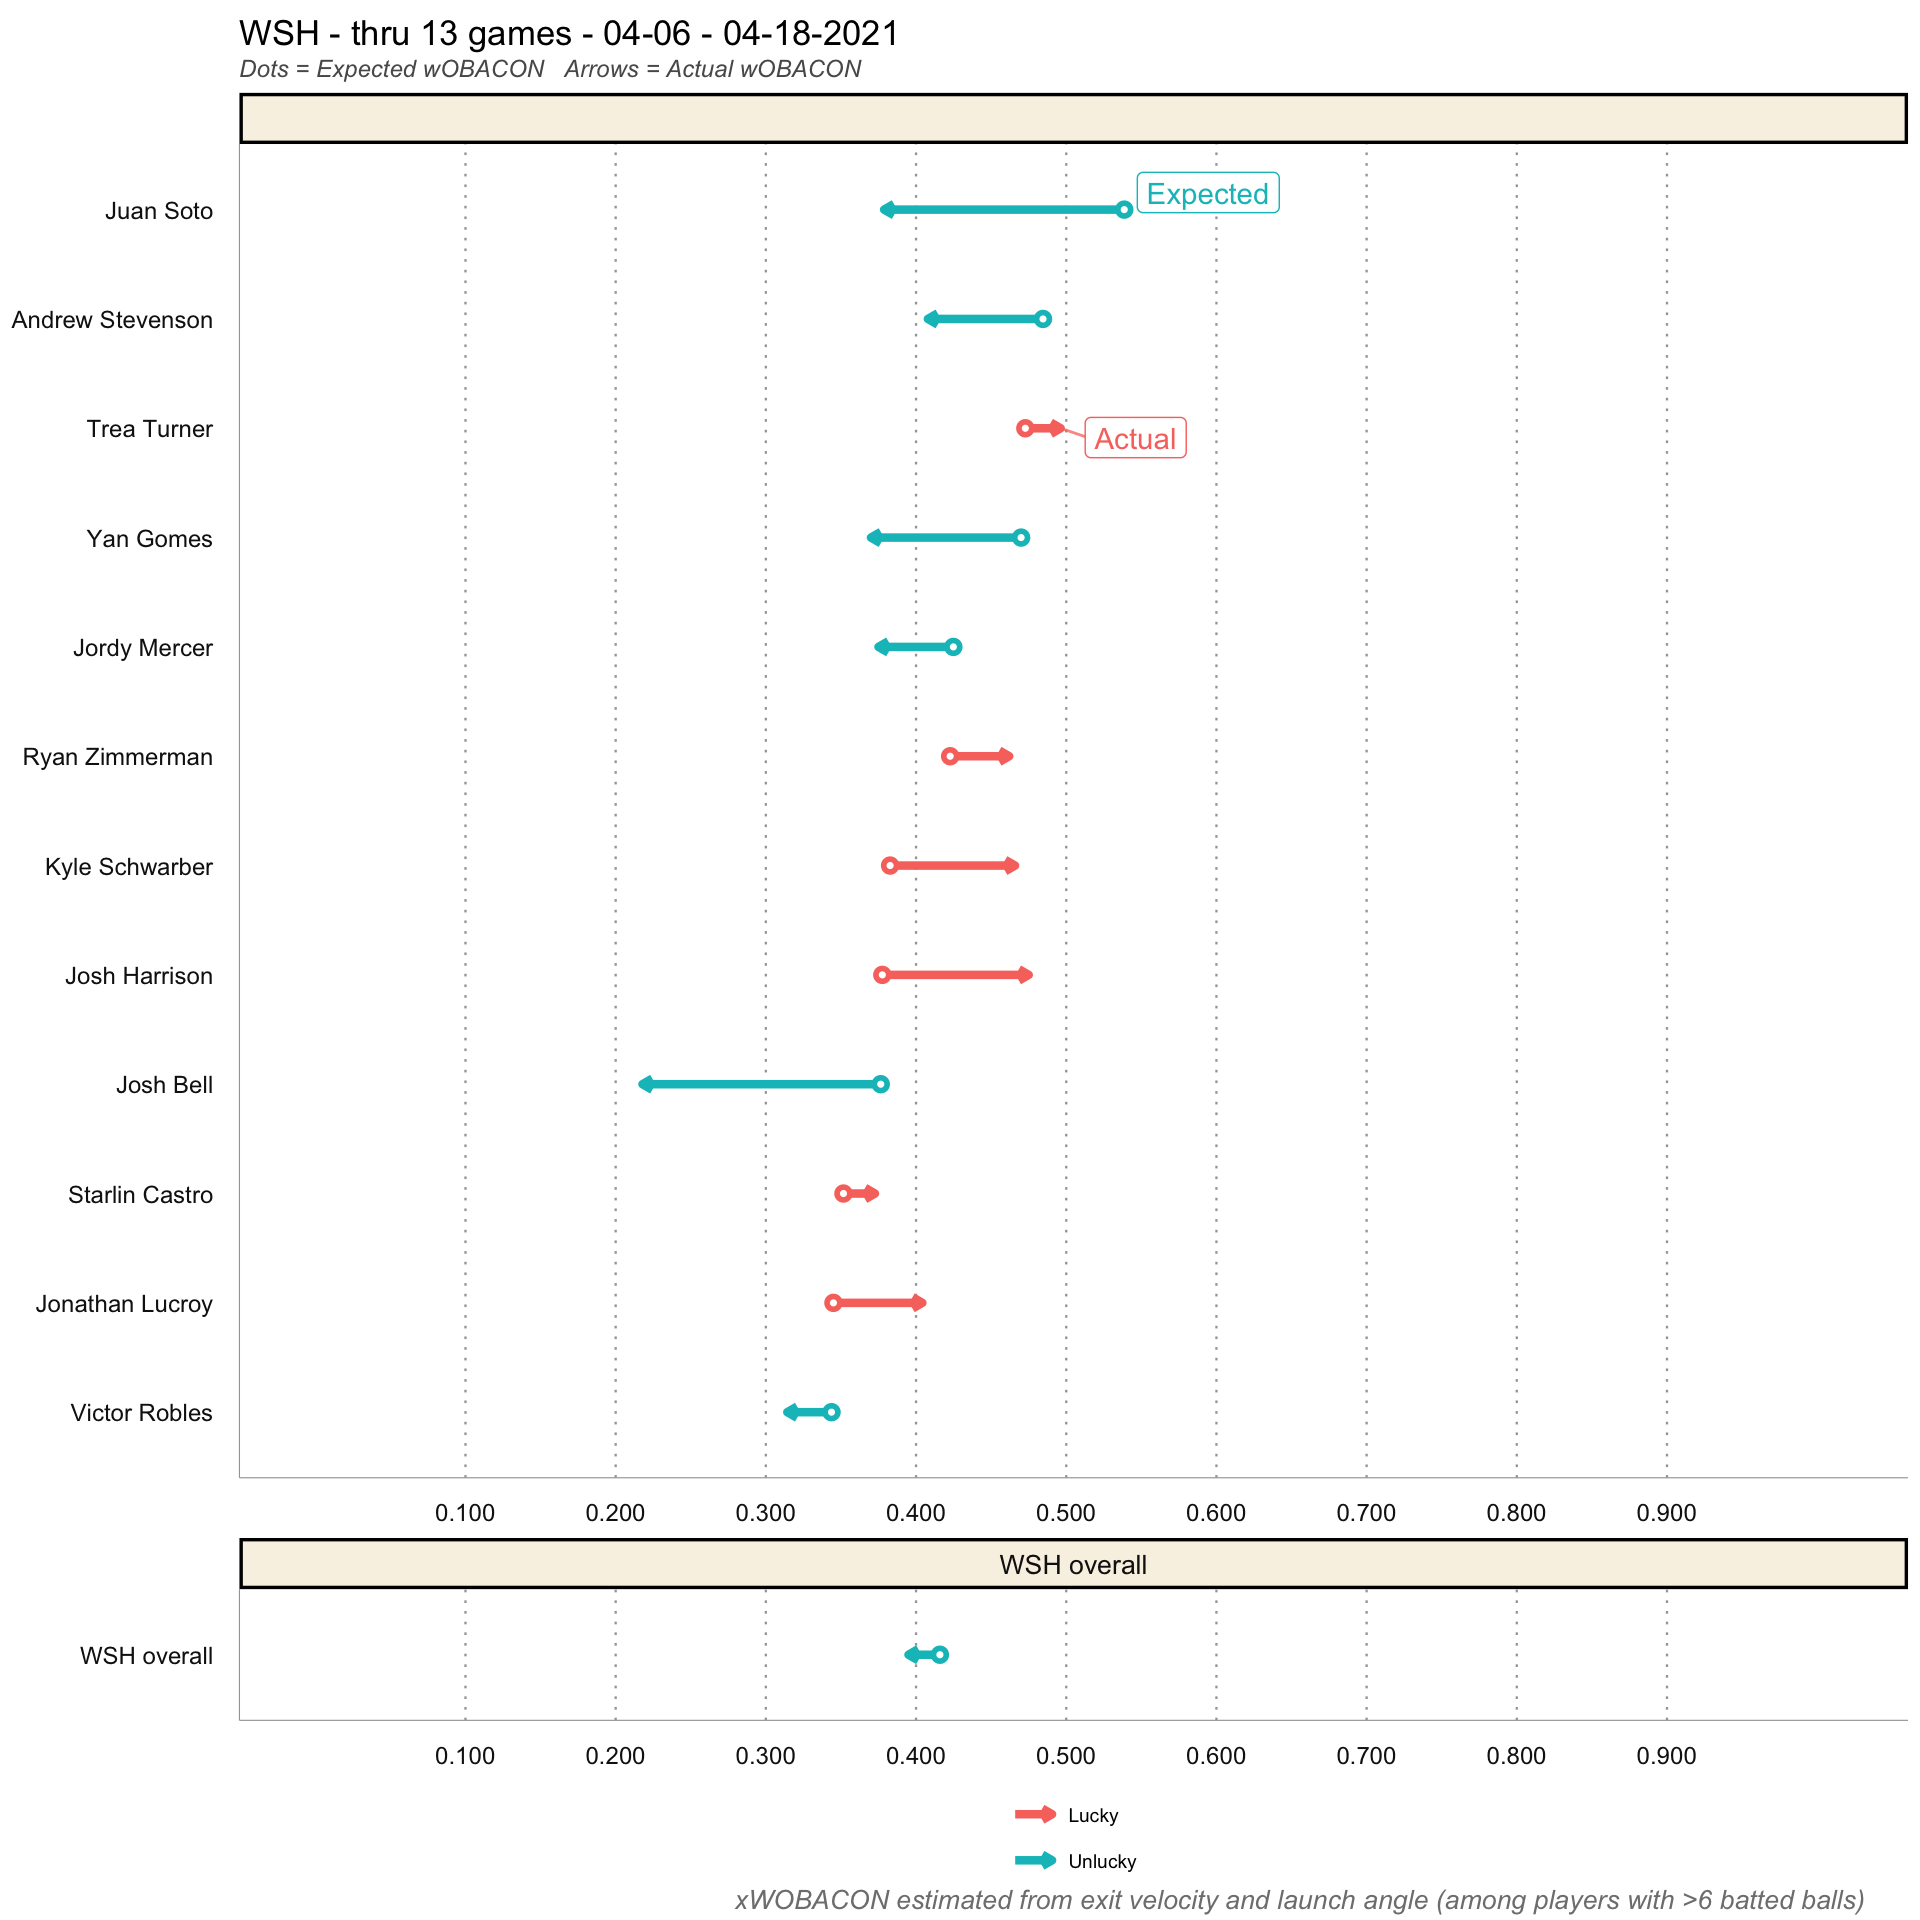 WSH - thru 13 games - 04-06 - 04-18-2021
Dots = Expected wOBACON   Arrows = Actual wOBACON
Juan Soto
Expected
Andrew Stevenson
Trea Turner
Actual
Yan Gomes
Jordy Mercer
Ryan Zimmerman
Kyle Schwarber
Josh Harrison
Josh Bell
Starlin Castro
Jonathan Lucroy
Victor Robles
0.100 0.200 0.300 0.400 0.500 0.600 0.700 0.800 0.900
WSH overall
WSH overall
0.100 0.200 0.300 0.400 0.500 0.600 0.700 0.800 0.900
Lucky
Unlucky
xWOBACON estimated from exit velocity and launch angle (among players with >6 batted balls)